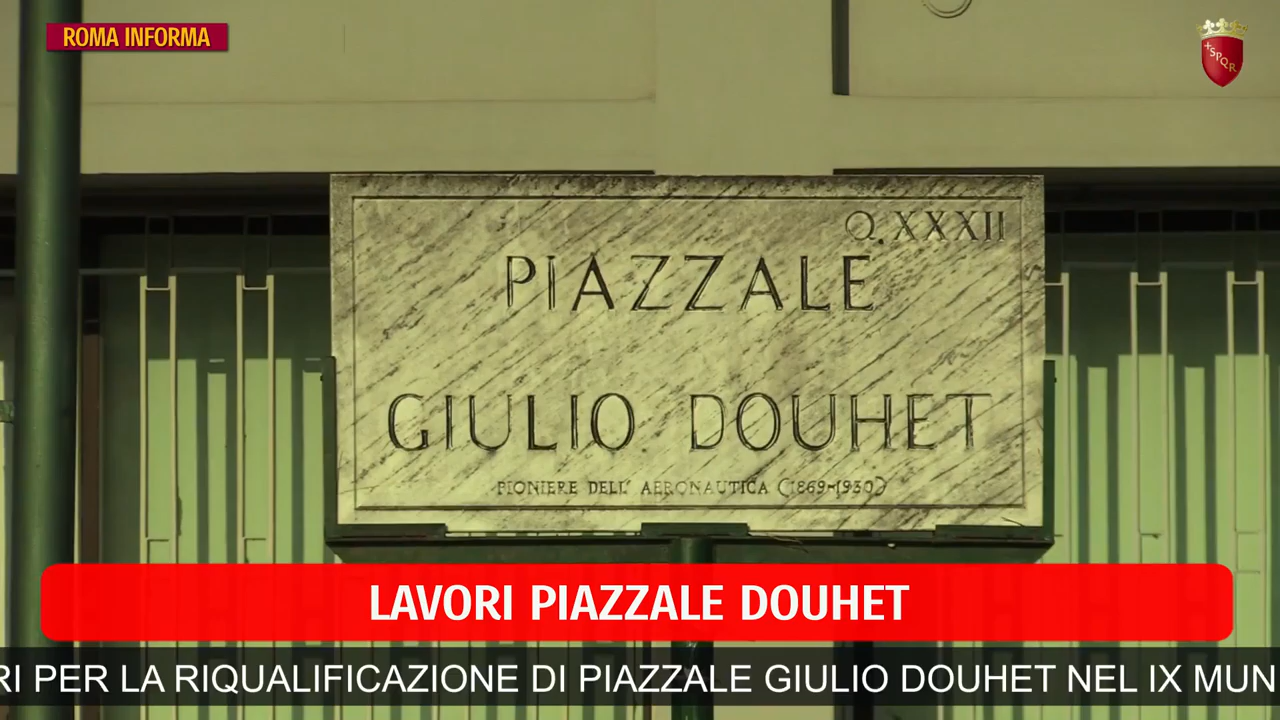 ROMA INFORMA
SPQR
Q. XXXII
PIAZZALE
GIULIO DOUHET
PIONIERE DELL' AERONAUTICA (1869-1930)
LAVORI PIAZZALE DOUHET
RI PER LA RIQUALIFICAZIONE DI PIAZZALE GIULIO DOUHET NEL IX MUN